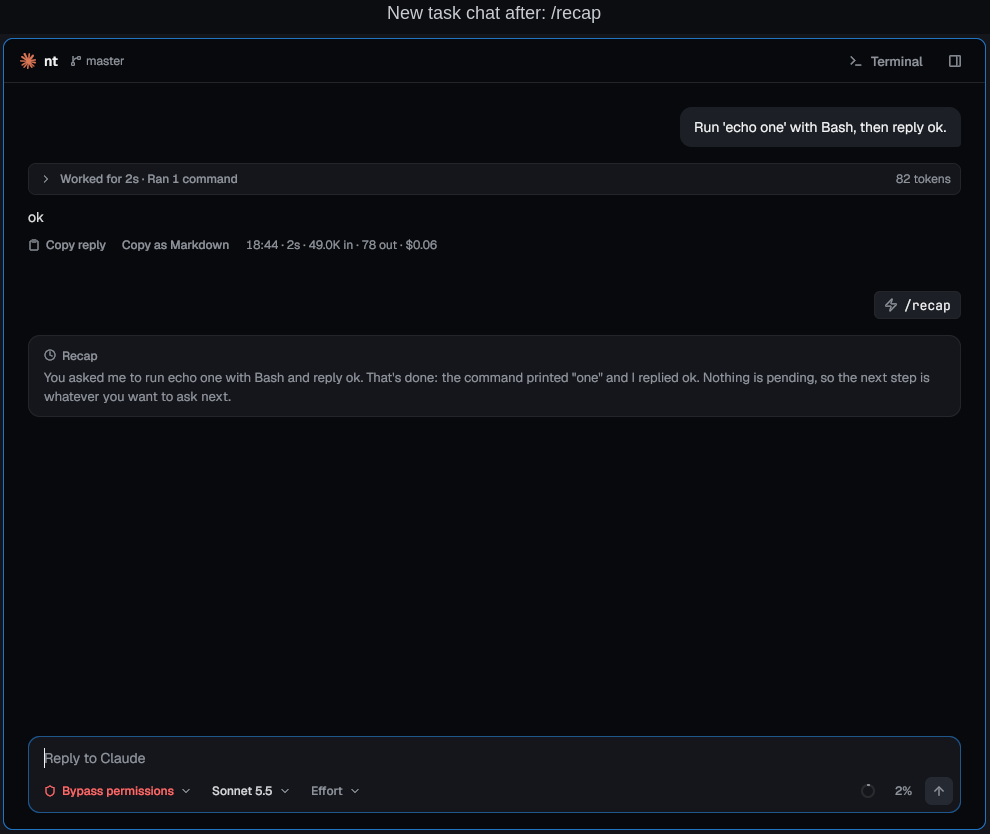 New task chat after: /recap
nt master Terminal
Run 'echo one' with Bash, then reply ok.
Worked for 2s · Ran 1 command 82 tokens
ok
Copy reply Copy as Markdown 18:44 · 2s · 49.0K in · 78 out · $0.06
/recap
Recap
You asked me to run echo one with Bash and reply ok. That's done: the command printed "one" and I replied ok. Nothing is pending, so the next step is
whatever you want to ask next.
Reply to Claude
Bypass permissions Sonnet 5.5 Effort 2%